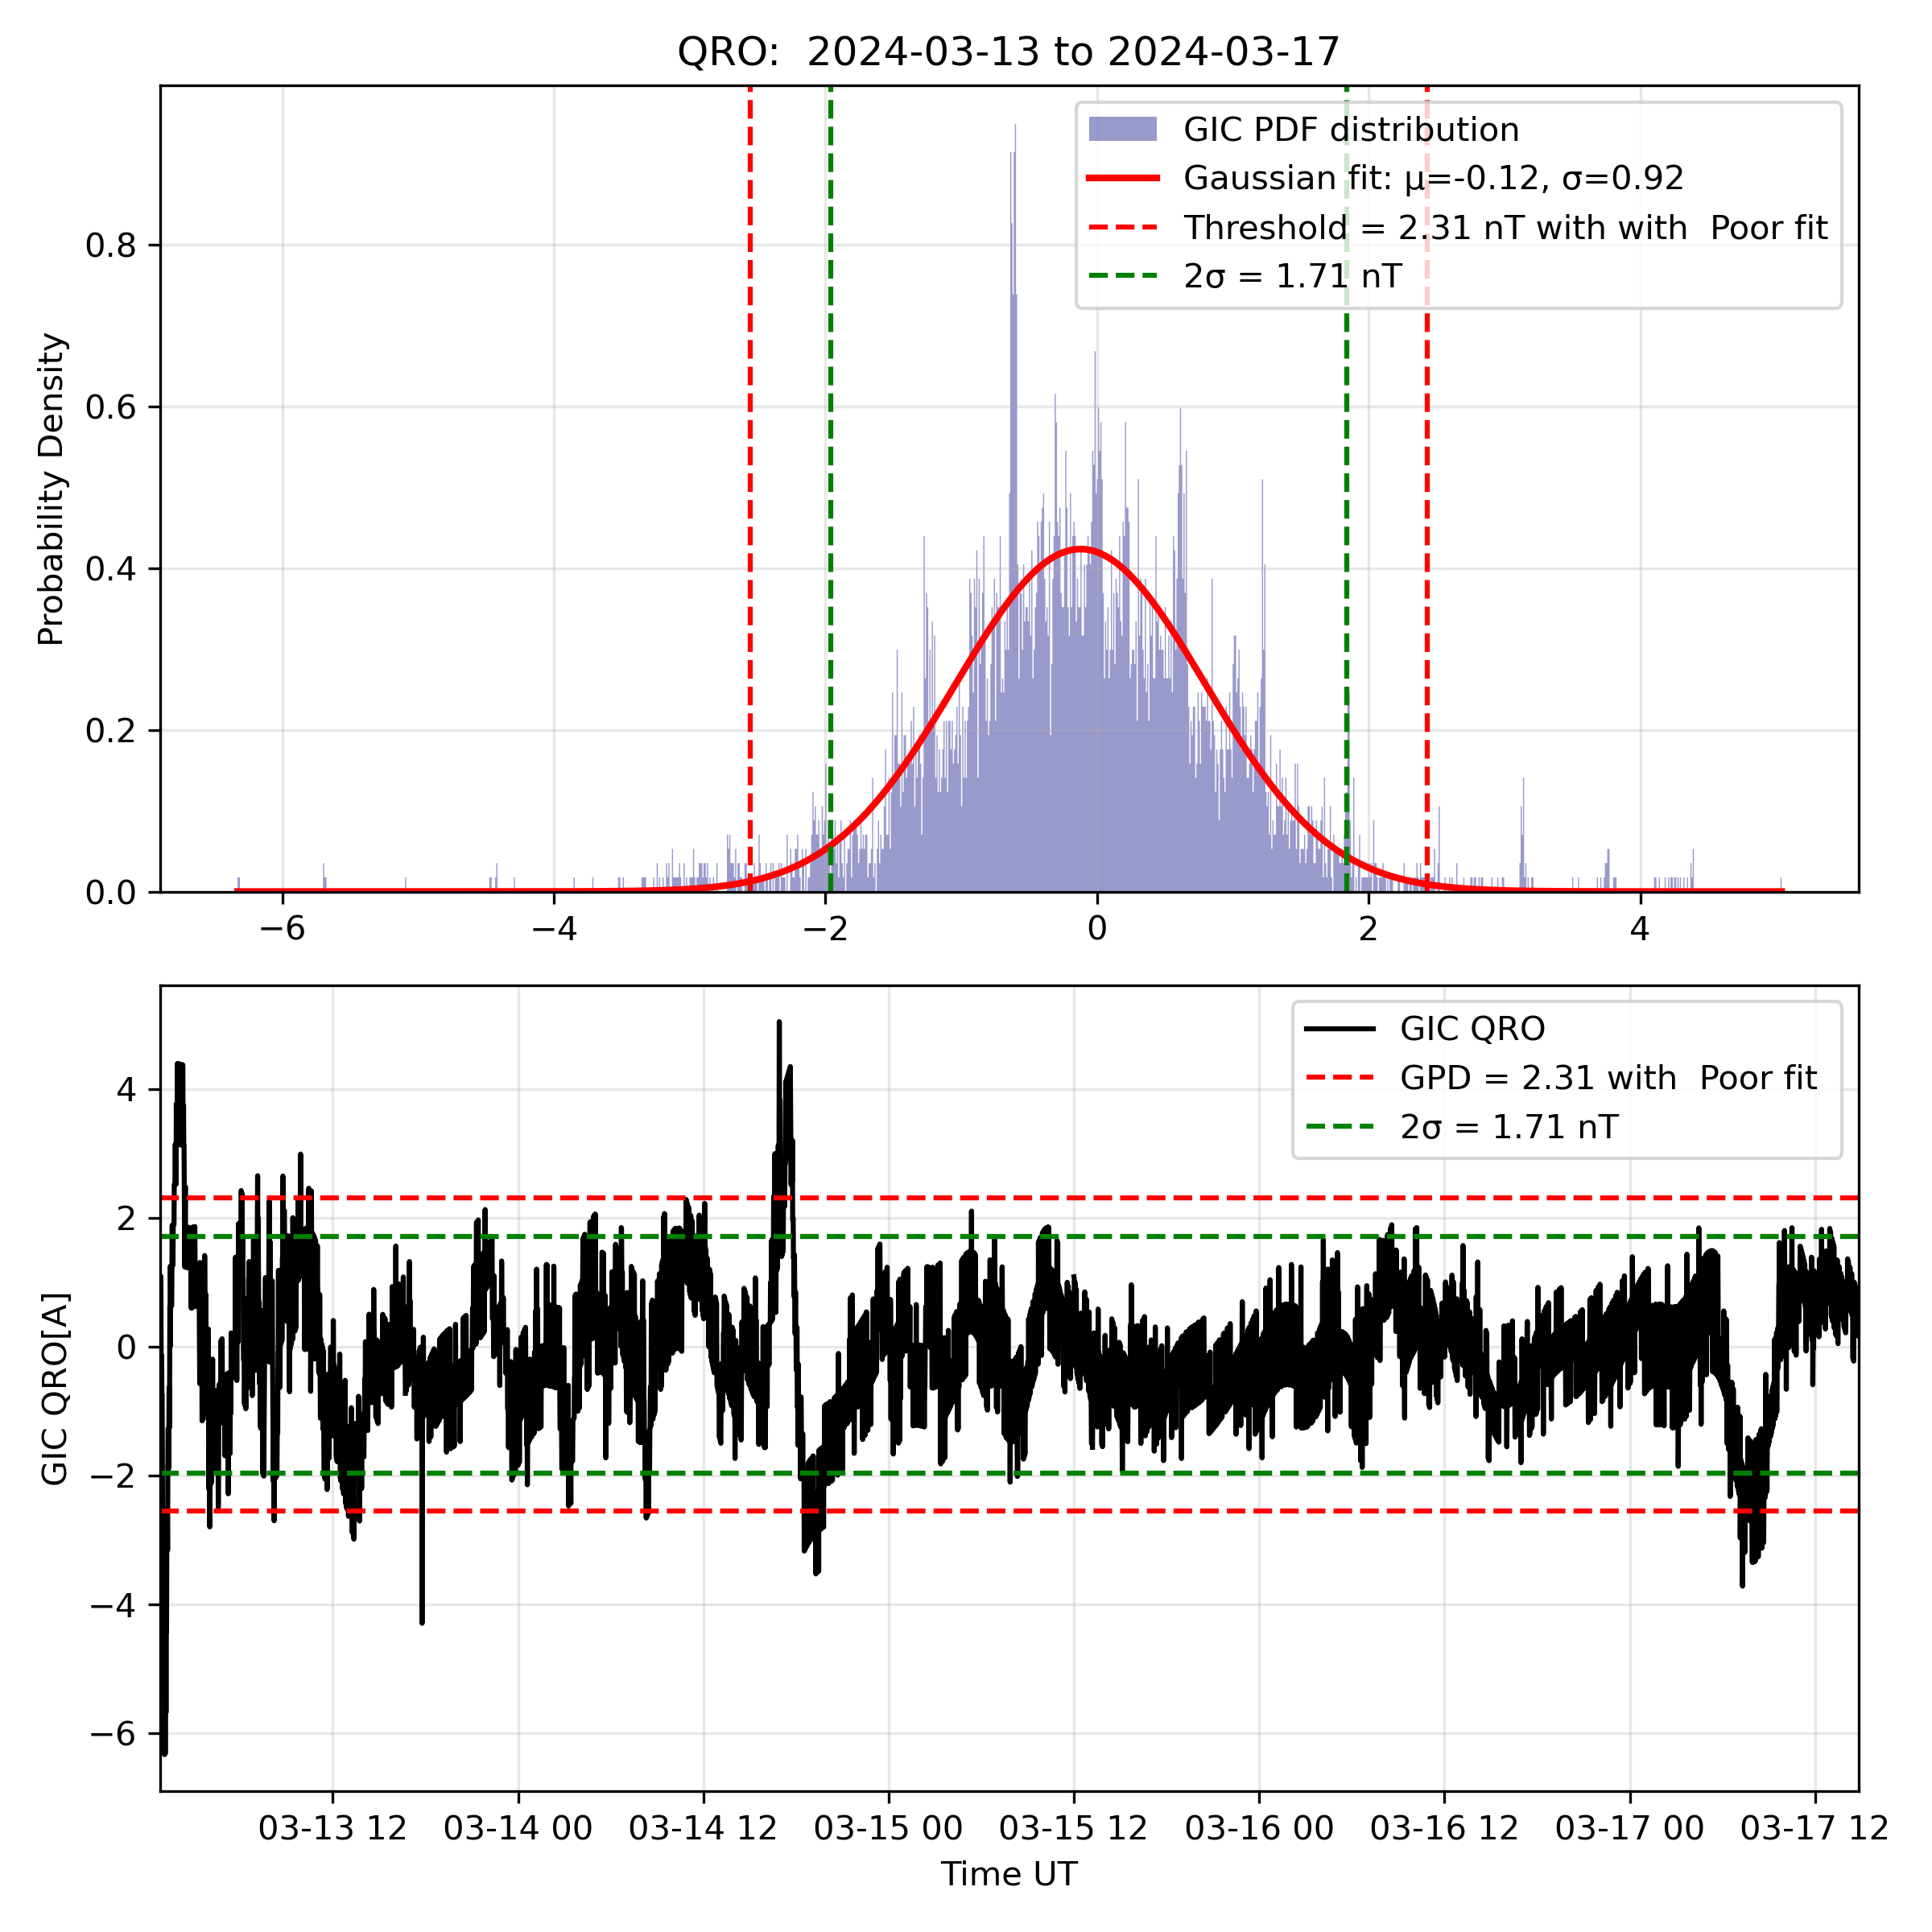 QRO:  2024-03-13 to 2024-03-17
GIC PDF distribution
Gaussian fit: μ=-0.12, σ=0.92
Threshold = 2.31 nT with with  Poor fit
2σ = 1.71 nT
Probability Density
0.8
0.6
0.4
0.2
0.0
−6 −4 −2 0 2 4
GIC QRO
GPD = 2.31 with  Poor fit
2σ = 1.71 nT
GIC QRO[A]
4
2
0
−2
−4
−6
03-13 12 03-14 00 03-14 12 03-15 00 03-15 12 03-16 00 03-16 12 03-17 00 03-17 12
Time UT